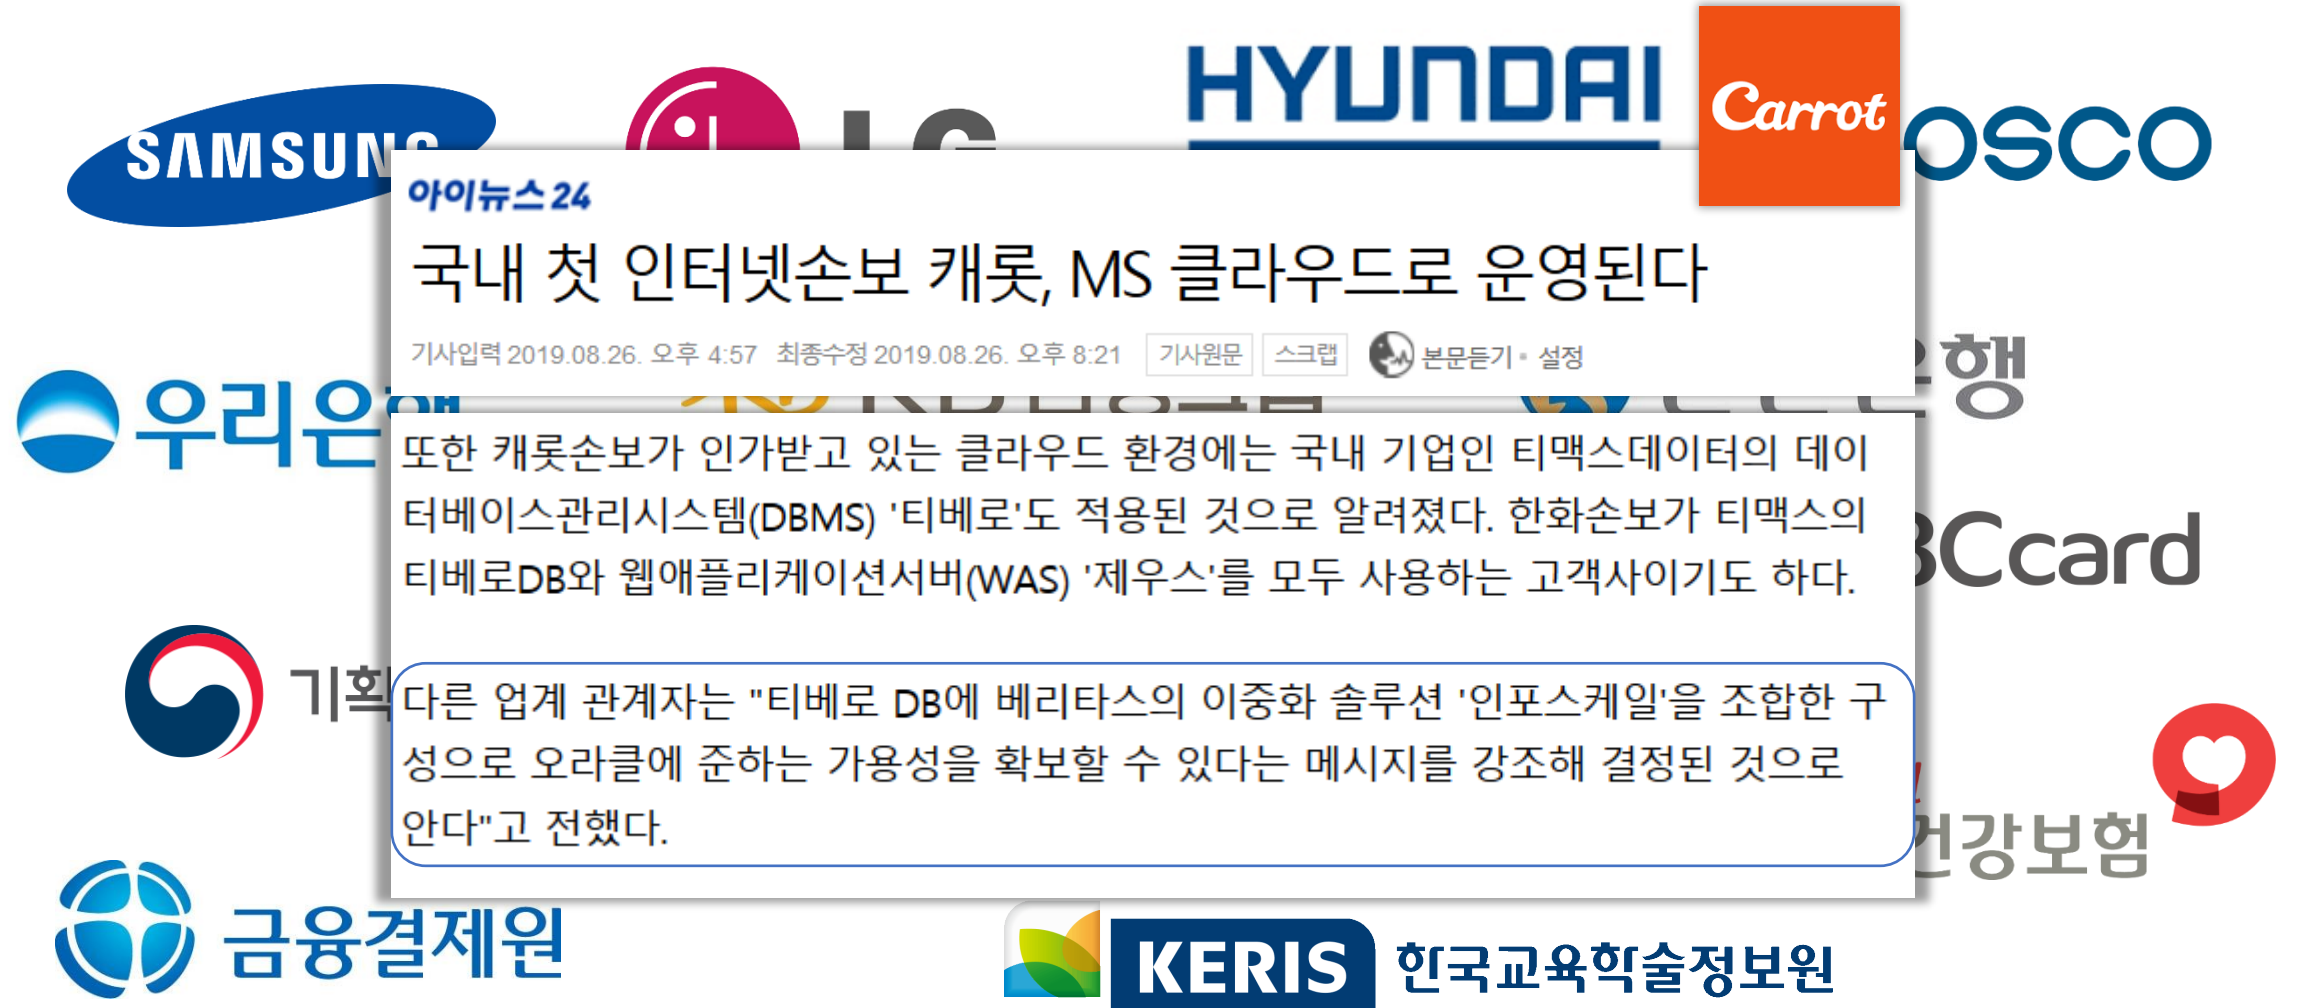 SAMSUNG
LG
HYUNDAI
Carrot
OSCO
아이뉴스24
국내 첫 인터넷손보 캐롯, MS 클라우드로 운영된다
기사입력 2019.08.26. 오후 4:57 최종수정 2019.08.26. 오후 8:21 기사원문 스크랩 본문듣기 • 설정
우리은행
은행
또한 캐롯손보가 인가받고 있는 클라우드 환경에는 국내 기업인 티맥스데이터의 데이
터베이스관리시스템(DBMS) '티베로'도 적용된 것으로 알려졌다. 한화손보가 티맥스의
티베로DB와 웹애플리케이션서버(WAS) '제우스'를 모두 사용하는 고객사이기도 하다.
BCcard
기획
다른 업계 관계자는 "티베로 DB에 베리타스의 이중화 솔루션 '인포스케일'을 조합한 구
성으로 오라클에 준하는 가용성을 확보할 수 있다는 메시지를 강조해 결정된 것으로
안다"고 전했다.
건강보험
금융결제원
KERIS 한국교육학술정보원